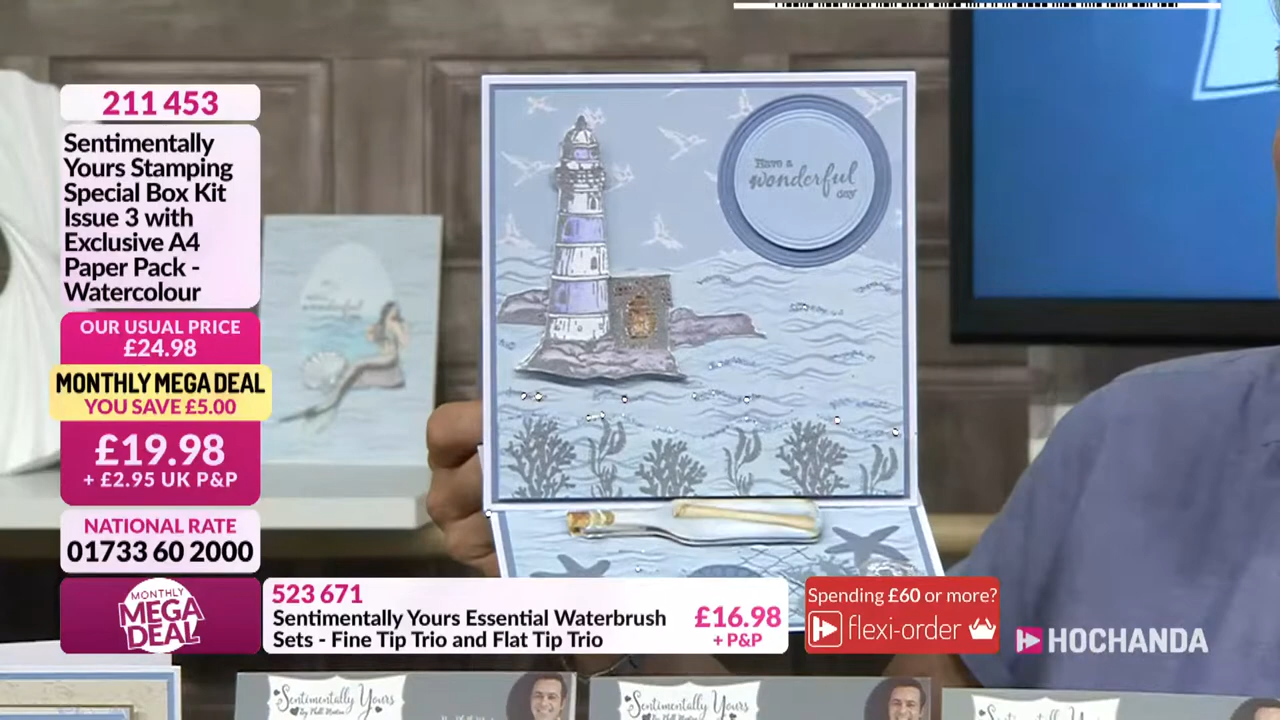 211 453
Sentimentally
Yours Stamping
Special Box Kit
Issue 3 with
Exclusive A4
Paper Pack -
Watercolour
OUR USUAL PRICE
£24.98
MONTHLY MEGA DEAL
YOU SAVE £5.00
£19.98
+ £2.95 UK P&P
NATIONAL RATE
01733 60 2000
MONTHLY
MEGA
DEAL
523 671
Sentimentally Yours Essential Waterbrush
Sets - Fine Tip Trio and Flat Tip Trio
£16.98
+ P&P
Spending £60 or more?
flexi-order
HOCHANDA
Have a
wonderful
day
Sentimentally Yours
Sentimentally Yours
Sentimentally Yours